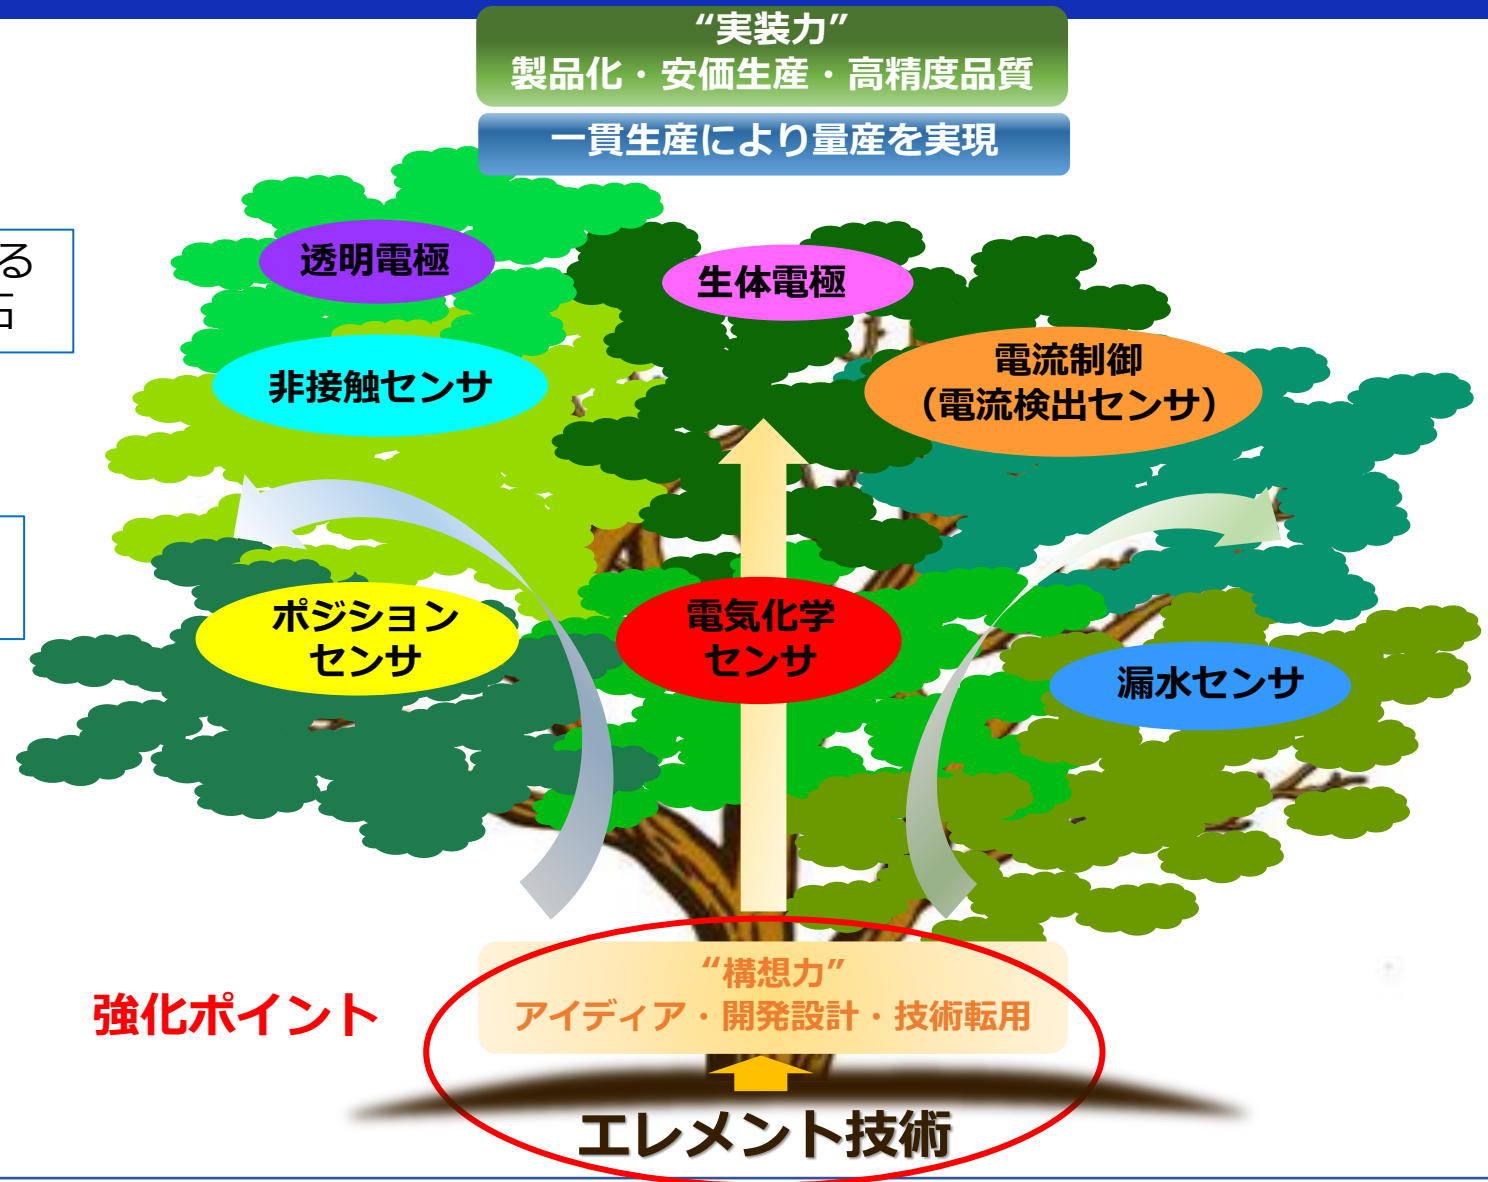 “実装力”
製品化・安価生産・高精度品質
一貫生産により量産を実現
る
透明電極
生体電極
非接触センサ
電流制御
（電流検出センサ）
ポジション
センサ
電気化学
センサ
漏水センサ
“構想力”
アイディア・開発設計・技術転用
強化ポイント
エレメント技術